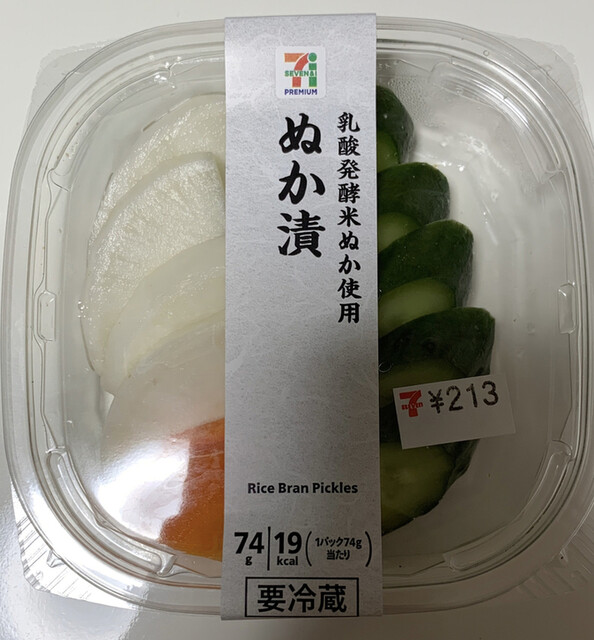 7i
SEVEN&i
PREMIUM
乳酸発酵米ぬか使用
ぬか漬
7 ¥213
Rice Bran Pickles
74g 19kcal (1パック74g当たり)
要冷蔵